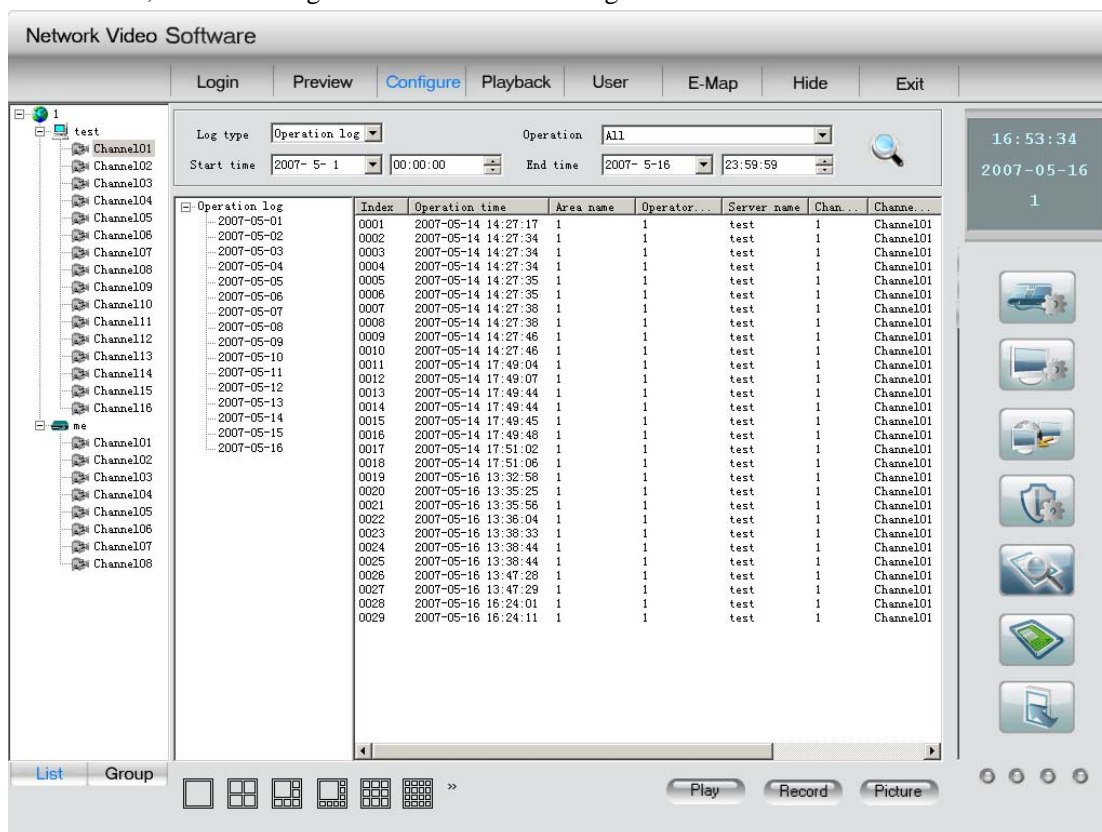 Network Video Software
Login Preview Configure Playback User E-Map Hide Exit
1
test
Channel01
Channel02
Channel03
Channel04
Channel05
Channel06
Channel07
Channel08
Channel09
Channel10
Channel11
Channel12
Channel13
Channel14
Channel15
Channel16
me
Channel01
Channel02
Channel03
Channel04
Channel05
Channel06
Channel07
Channel08
List Group
Log type Operation log Operation All
Start time 2007- 5- 1 00:00:00 End time 2007- 5-16 23:59:59
Operation log
2007-05-01
2007-05-02
2007-05-03
2007-05-04
2007-05-05
2007-05-06
2007-05-07
2007-05-08
2007-05-09
2007-05-10
2007-05-11
2007-05-12
2007-05-13
2007-05-14
2007-05-15
2007-05-16
Index Operation time Area name Operator... Server name Chan... Channe...
0001 2007-05-14 14:27:17 1 1 test 1 Channel01
0002 2007-05-14 14:27:34 1 1 test 1 Channel01
0003 2007-05-14 14:27:34 1 1 test 1 Channel01
0004 2007-05-14 14:27:34 1 1 test 1 Channel01
0005 2007-05-14 14:27:35 1 1 test 1 Channel01
0006 2007-05-14 14:27:35 1 1 test 1 Channel01
0007 2007-05-14 14:27:38 1 1 test 1 Channel01
0008 2007-05-14 14:27:38 1 1 test 1 Channel01
0009 2007-05-14 14:27:46 1 1 test 1 Channel01
0010 2007-05-14 14:27:46 1 1 test 1 Channel01
0011 2007-05-14 17:49:04 1 1 test 1 Channel01
0012 2007-05-14 17:49:07 1 1 test 1 Channel01
0013 2007-05-14 17:49:44 1 1 test 1 Channel01
0014 2007-05-14 17:49:44 1 1 test 1 Channel01
0015 2007-05-14 17:49:45 1 1 test 1 Channel01
0016 2007-05-14 17:49:48 1 1 test 1 Channel01
0017 2007-05-14 17:51:02 1 1 test 1 Channel01
0018 2007-05-14 17:51:06 1 1 test 1 Channel01
0019 2007-05-16 13:32:58 1 1 test 1 Channel01
0020 2007-05-16 13:35:25 1 1 test 1 Channel01
0021 2007-05-16 13:35:56 1 1 test 1 Channel01
0022 2007-05-16 13:36:04 1 1 test 1 Channel01
0023 2007-05-16 13:38:33 1 1 test 1 Channel01
0024 2007-05-16 13:38:44 1 1 test 1 Channel01
0025 2007-05-16 13:38:44 1 1 test 1 Channel01
0026 2007-05-16 13:47:28 1 1 test 1 Channel01
0027 2007-05-16 13:47:29 1 1 test 1 Channel01
0028 2007-05-16 16:24:01 1 1 test 1 Channel01
0029 2007-05-16 16:24:11 1 1 test 1 Channel01
» Play Record Picture
16:53:34
2007-05-16
1